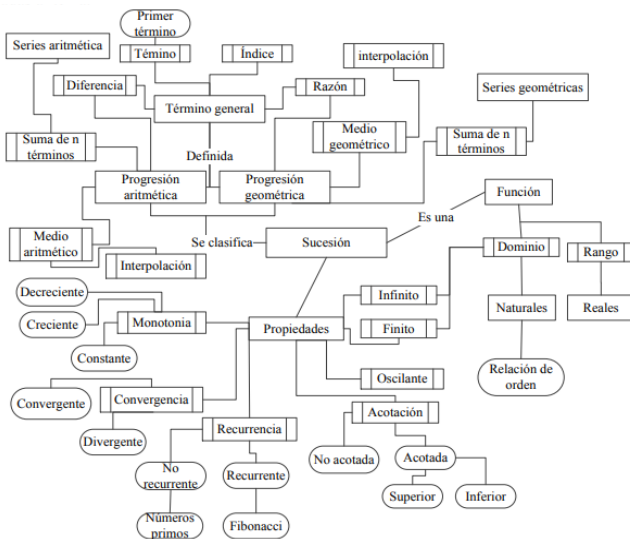 Primer
término
Series aritmética
Témino
Índice
interpolación
Diferencia
Razón
Series geométricas
Término general
Medio
geométrico
Suma de n
términos
Suma de n
términos
Definida
Progresión
aritmética
Progresión
geométrica
Función
Es una
Medio
aritmético
Se clasifica
Sucesión
Dominio
Rango
Interpolación
Decreciente
Infinito
Naturales
Reales
Creciente
Monotonia
Propiedades
Finito
Constante
Relación de
orden
Oscilante
Convergente
Convergencia
Acotación
Divergente
Recurrencia
No acotada
Acotada
No
recurrente
Recurrente
Superior
Inferior
Números
primos
Fibonacci